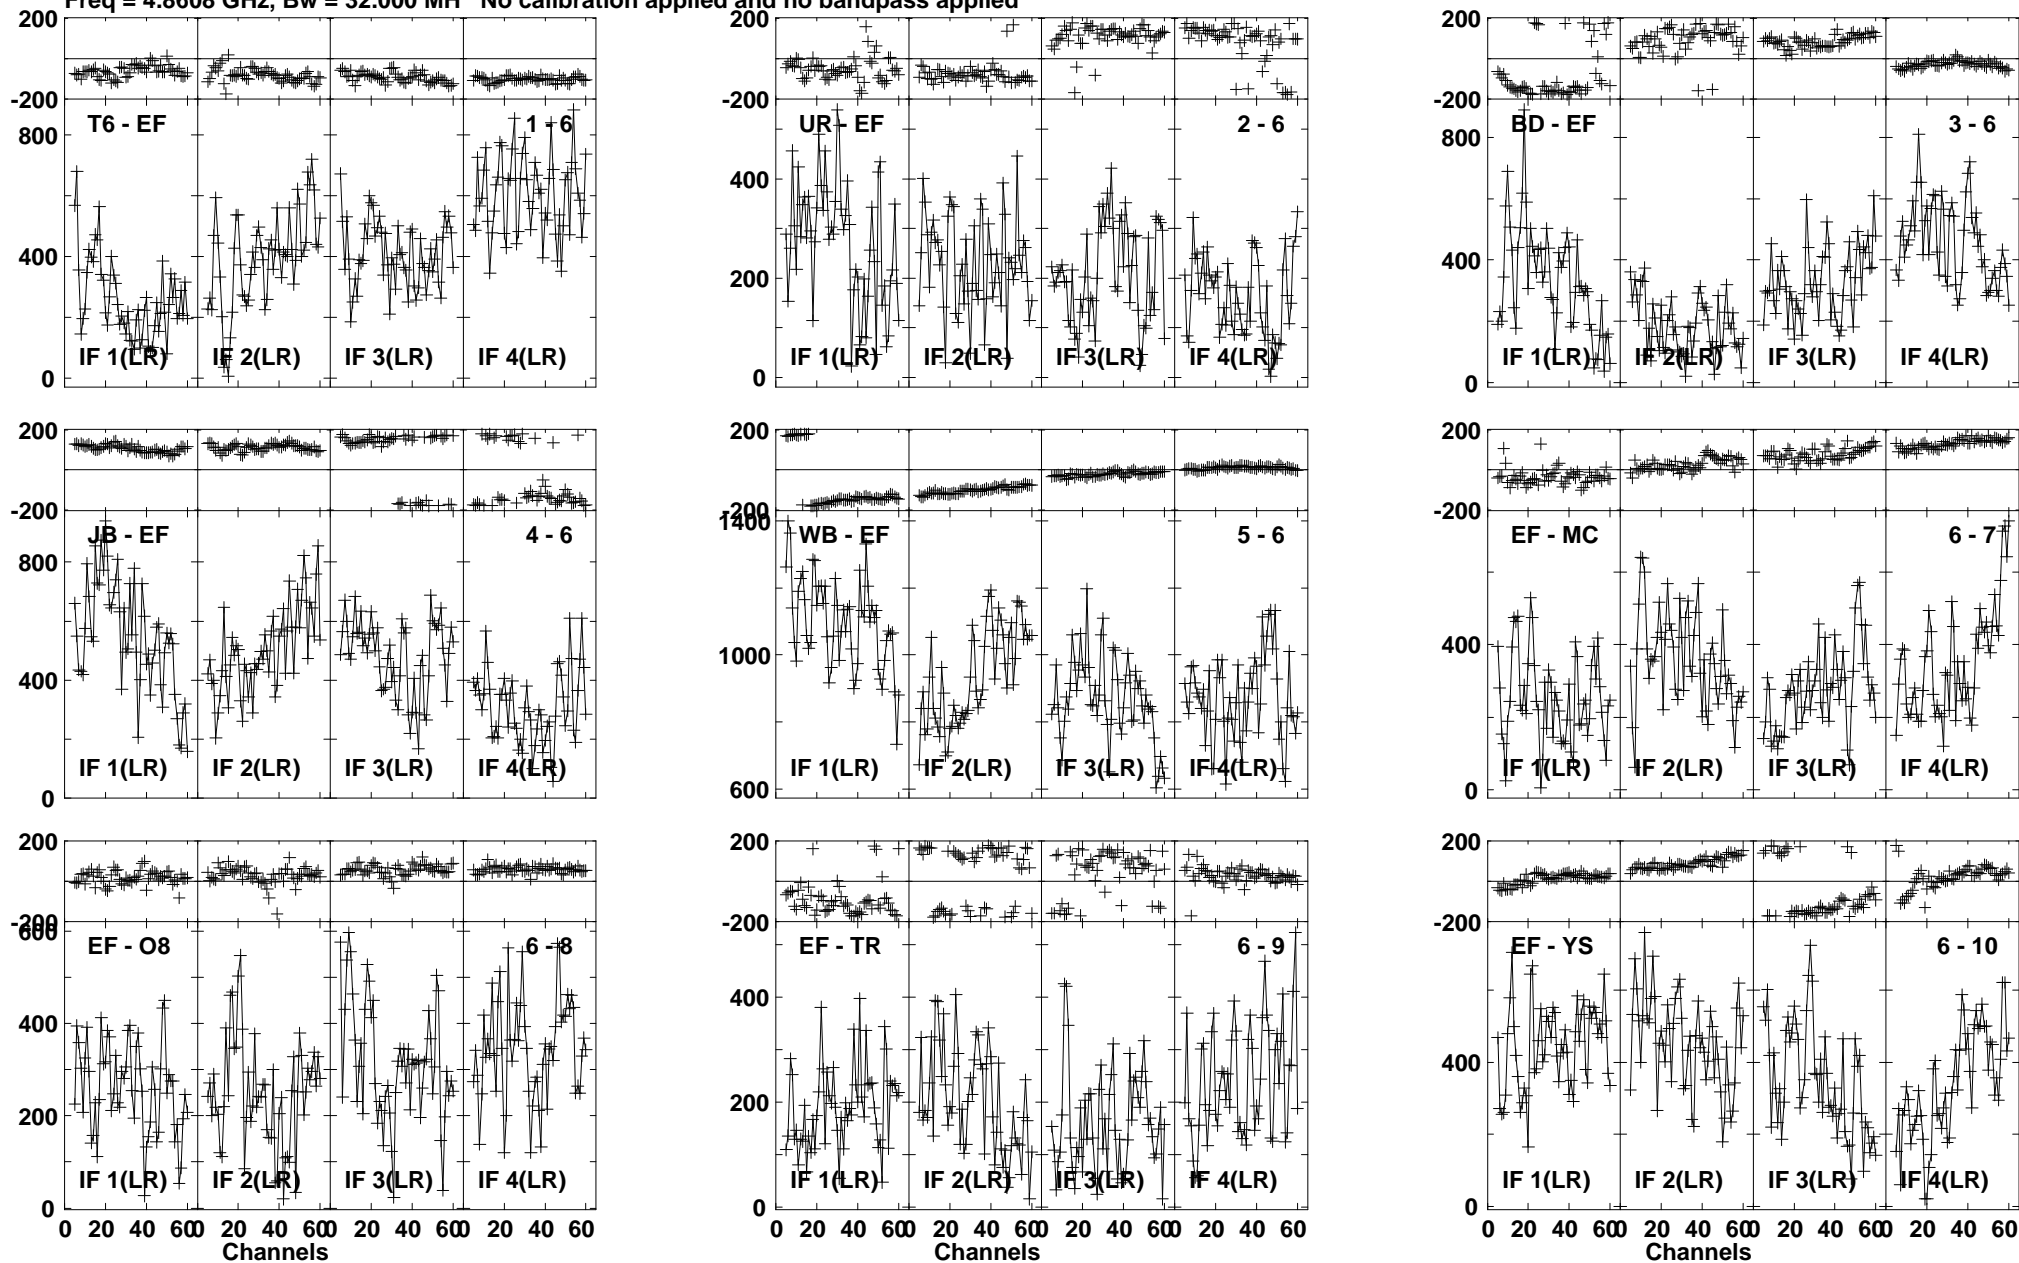 Freq = 4.8608 GHz, Bw = 32.000 MH No calibration applied and no bandpass applied
200
-200
T6 - EF
1 - 6
800
400
0
IF 1(LR) IF 2(LR) IF 3(LR) IF 4(LR)
200
-200
UR - EF
2 - 6
400
200
0
IF 1(LR) IF 2(LR) IF 3(LR) IF 4(LR)
200
-200
BD - EF
3 - 6
800
400
0
IF 1(LR) IF 2(LR) IF 3(LR) IF 4(LR)
200
-200
JB - EF
4 - 6
800
400
0
IF 1(LR) IF 2(LR) IF 3(LR) IF 4(LR)
200
-200
1400
WB - EF
5 - 6
1000
600
IF 1(LR) IF 2(LR) IF 3(LR) IF 4(LR)
200
-200
EF - MC
6 - 7
400
0
IF 1(LR) IF 2(LR) IF 3(LR) IF 4(LR)
200
-200
600
EF - O8
6 - 8
400
200
0
IF 1(LR) IF 2(LR) IF 3(LR) IF 4(LR)
0 20 40 60 0 20 40 60 0 20 40 60 0 20 40 60
Channels
200
-200
EF - TR
6 - 9
400
200
0
IF 1(LR) IF 2(LR) IF 3(LR) IF 4(LR)
0 20 40 60 0 20 40 60 0 20 40 60 0 20 40 60
Channels
200
-200
EF - YS
6 - 10
400
0
IF 1(LR) IF 2(LR) IF 3(LR) IF 4(LR)
0 20 40 60 0 20 40 60 0 20 40 60 0 20 40 60
Channels